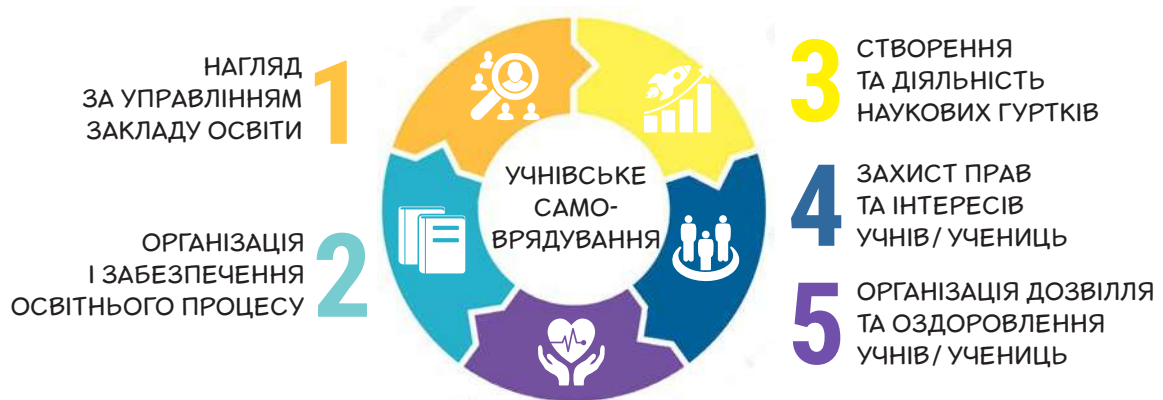 1
НАГЛЯД
ЗА УПРАВЛІННЯМ
ЗАКЛАДУ ОСВІТИ
2
ОРГАНІЗАЦІЯ
І ЗАБЕЗПЕЧЕННЯ
ОСВІТНЬОГО ПРОЦЕСУ
УЧНІВСЬКЕ
САМО-
ВРЯДУВАННЯ
3
СТВОРЕННЯ
ТА ДІЯЛЬНІСТЬ
НАУКОВИХ ГУРТКІВ
4
ЗАХИСТ ПРАВ
ТА ІНТЕРЕСІВ
УЧНІВ/ УЧЕНИЦЬ
5
ОРГАНІЗАЦІЯ ДОЗВІЛЛЯ
ТА ОЗДОРОВЛЕННЯ
УЧНІВ/ УЧЕНИЦЬ